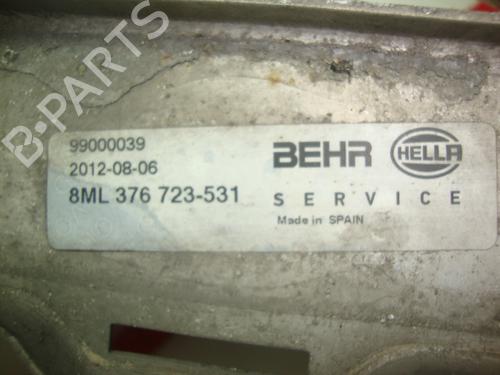 B-PARTS
99000039
2012-08-06
8ML 376 723-531
BEHR HELLA
SERVICE
Made in SPAIN